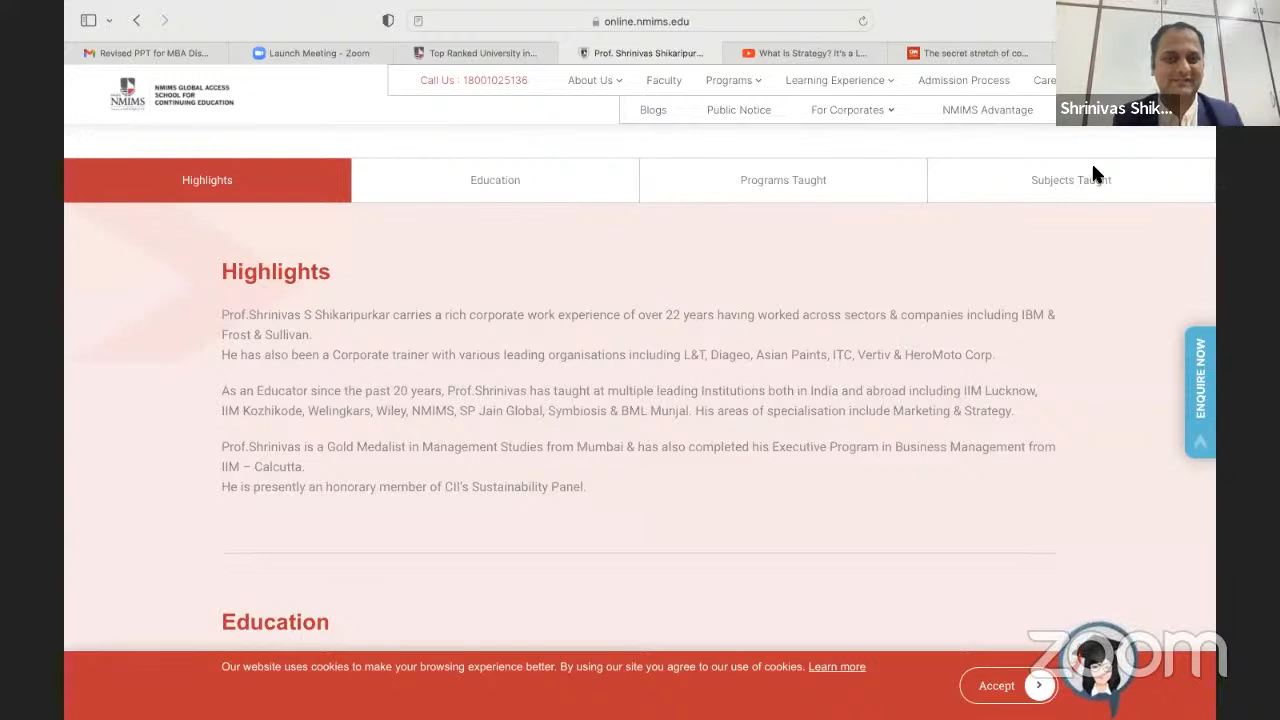 online.nmims.edu
Revised PPT for MBA Dis...
Launch Meeting - Zoom
Top Ranked University in...
Prof. Shrinivas Shikaripur...
What Is Strategy? It's a L...
The secret stretch of co...
NMIMS
NMIMS GLOBAL ACCESS
SCHOOL FOR
CONTINUING EDUCATION
Call Us : 18001025136
About Us
Faculty
Programs
Learning Experience
Admission Process
Care
Blogs
Public Notice
For Corporates
NMIMS Advantage
Shrinivas Shik...
Highlights
Education
Programs Taught
Subjects Taught
Highlights
Prof.Shrinivas S Shikaripurkar carries a rich corporate work experience of over 22 years having worked across sectors & companies including IBM &
Frost & Sullivan.
He has also been a Corporate trainer with various leading organisations including L&T, Diageo, Asian Paints, ITC, Vertiv & HeroMoto Corp.
As an Educator since the past 20 years, Prof.Shrinivas has taught at multiple leading Institutions both in India and abroad including IIM Lucknow,
IIM Kozhikode, Welingkars, Wiley, NMIMS, SP Jain Global, Symbiosis & BML Munjal. His areas of specialisation include Marketing & Strategy.
Prof.Shrinivas is a Gold Medalist in Management Studies from Mumbai & has also completed his Executive Program in Business Management from
IIM – Calcutta.
He is presently an honorary member of CII's Sustainability Panel.
ENQUIRE NOW
Education
Our website uses cookies to make your browsing experience better. By using our site you agree to our use of cookies. Learn more
Accept
zoom